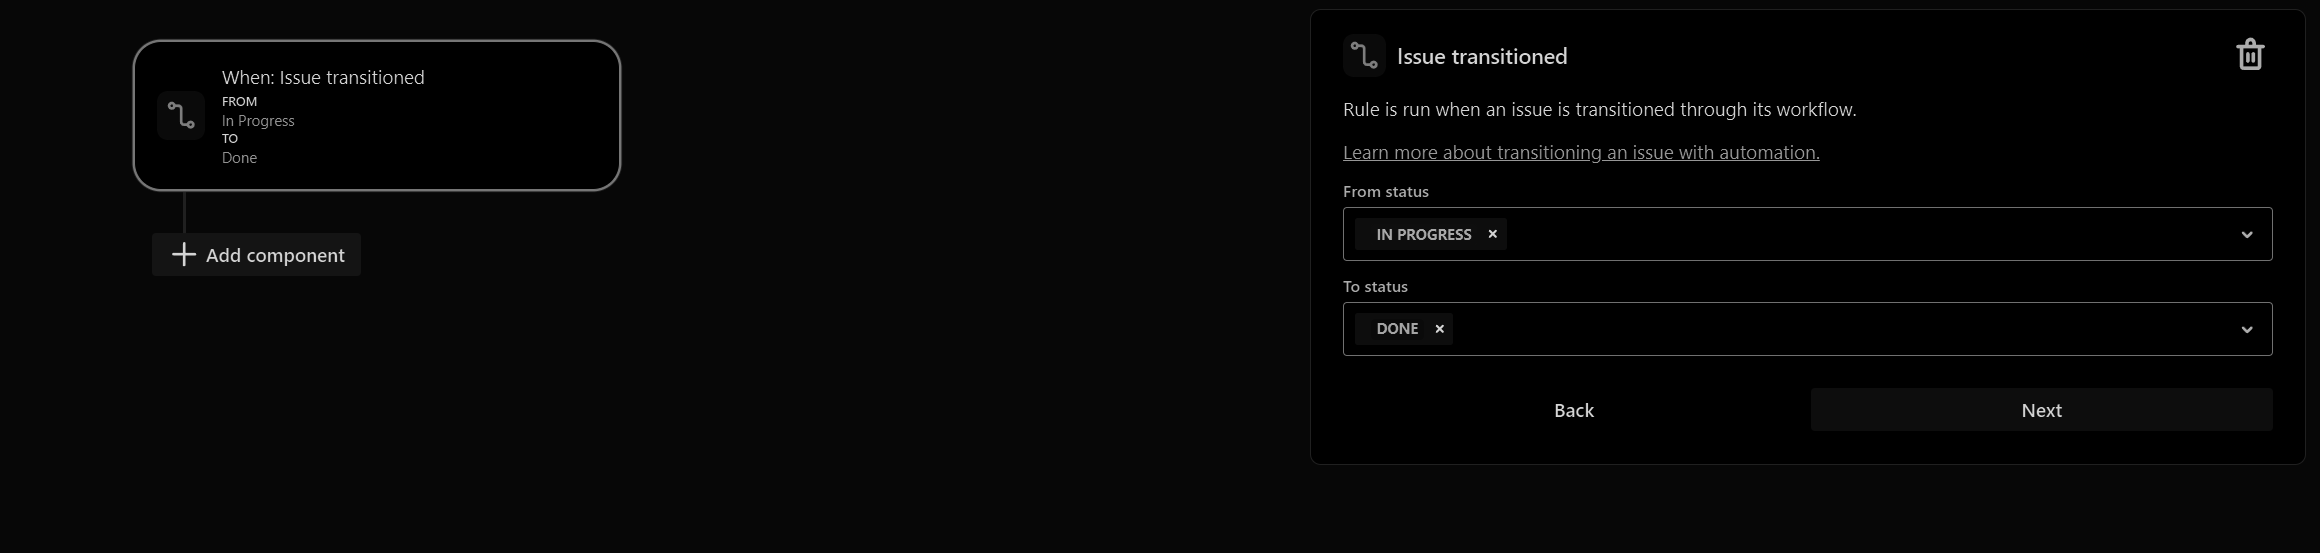 When: Issue transitioned
FROM
In Progress
TO
Done
Add component
Issue transitioned
Rule is run when an issue is transitioned through its workflow.
Learn more about transitioning an issue with automation.
From status
IN PROGRESS
To status
DONE
Back
Next